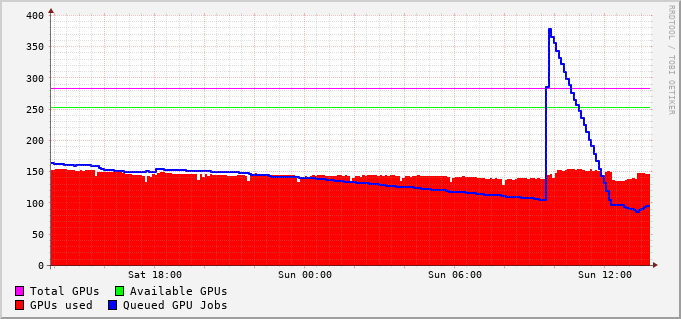 400
350
300
250
200
150
100
50
0
Sat 18:00 Sun 00:00 Sun 06:00 Sun 12:00
Total GPUs Available GPUs
GPUs used Queued GPU Jobs
RRDTOOL / TOBI OETIKER